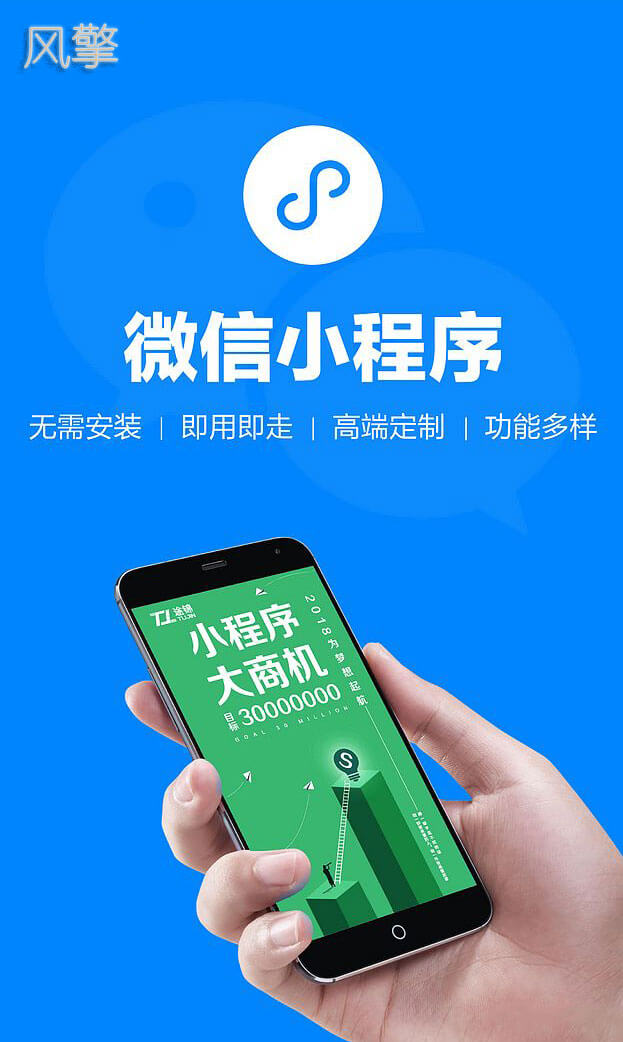 风擎
微信小程序
无需安装 | 即用即走 | 高端定制 | 功能多样
TL 途锦
TUJIN
小程序
大商机
目标 30000000
GOAL 30 MILLION
2018为梦想起航